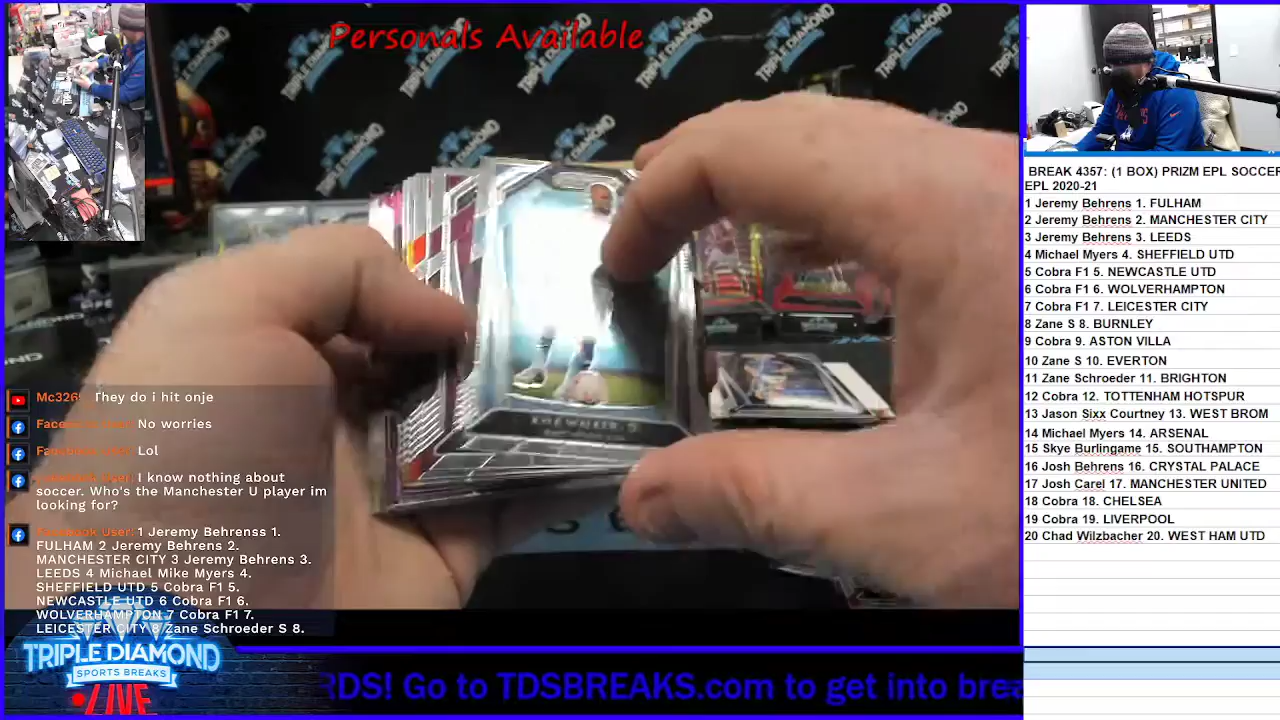 Personals Available
BREAK 4357: (1 BOX) PRIZM EPL SOCCER
EPL 2020-21
1 Jeremy Behrens 1. FULHAM
2 Jeremy Behrens 2. MANCHESTER CITY
3 Jeremy Behrens 3. LEEDS
4 Michael Myers 4. SHEFFIELD UTD
5 Cobra F1 5. NEWCASTLE UTD
6 Cobra F1 6. WOLVERHAMPTON
7 Cobra F1 7. LEICESTER CITY
8 Zane S 8. BURNLEY
9 Cobra 9. ASTON VILLA
10 Zane S 10. EVERTON
11 Zane Schroeder 11. BRIGHTON
12 Cobra 12. TOTTENHAM HOTSPUR
13 Jason Sixx Courtney 13. WEST BROM
14 Michael Myers 14. ARSENAL
15 Skye Burlingame 15. SOUTHAMPTON
16 Josh Behrens 16. CRYSTAL PALACE
17 Josh Carel 17. MANCHESTER UNITED
18 Cobra 18. CHELSEA
19 Cobra 19. LIVERPOOL
20 Chad Wilzbacher 20. WEST HAM UTD
TRIPLE DIAMOND
KYLE WALKER
They do i hit onje
No worries
Lol
I know nothing about
soccer. Who's the Manchester U player im
looking for?
Facebook User: 1 Jeremy Behrenss 1.
FULHAM 2 Jeremy Behrens 2.
MANCHESTER CITY 3 Jeremy Behrens 3.
LEEDS 4 Michael Mike Myers 4.
SHEFFIELD UTD 5 Cobra F1 5.
NEWCASTLE UTD 6 Cobra F1 6.
WOLVERHAMPTON 7 Cobra F1 7.
LEICESTER CITY 8 Zane Schroeder S 8.
TRIPLE DIAMOND
SPORTS BREAKS
LIVE
RDS! Go to TDSBREAKS.com to get into brea